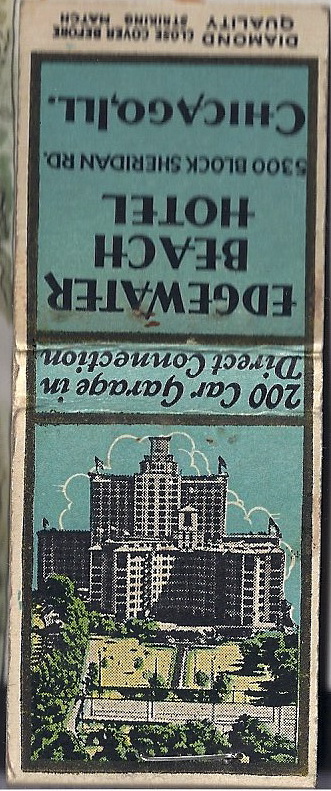 200 Car Garage in
Direct Connection
EDGEWATER
BEACH
HOTEL
5300 BLOCK SHERIDAN RD.
CHICAGO, ILL.
DIAMOND QUALITY
CLOSE COVER BEFORE STRIKING MATCH